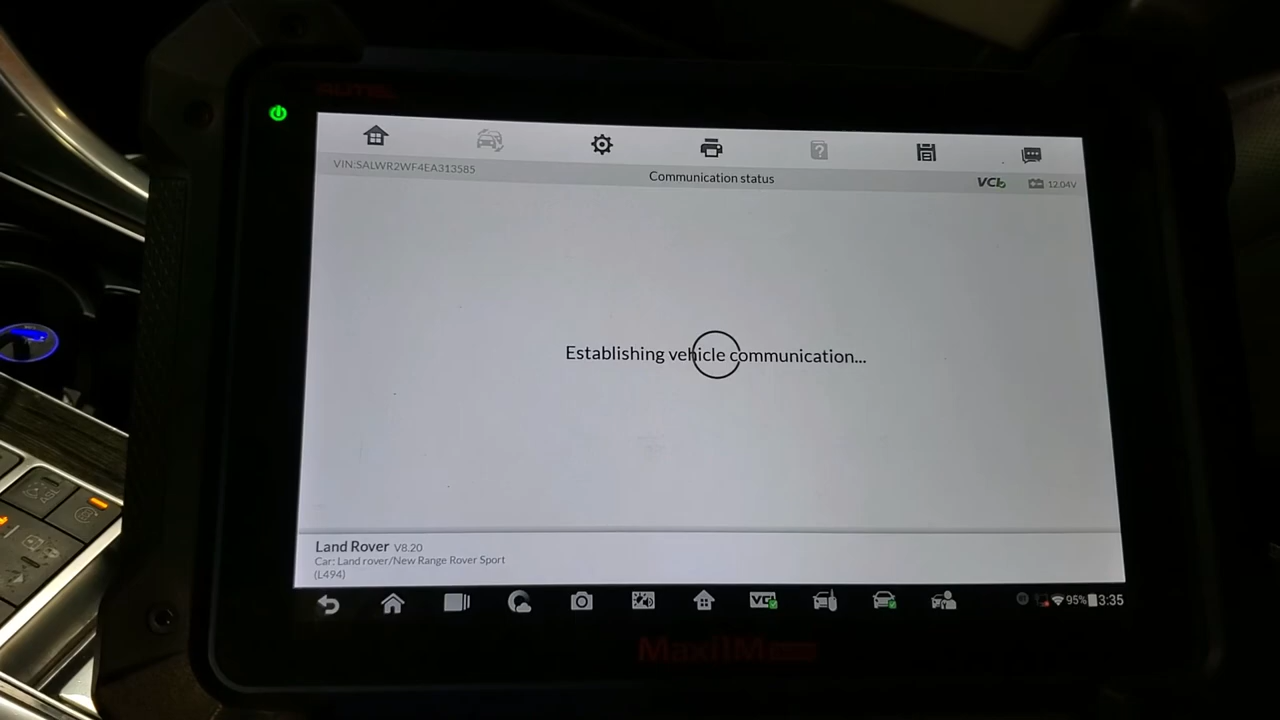 AUTEL
VIN:SALWR2WF4EA313585
Communication status
VCI
12.04V
Establishing vehicle communication...
Land Rover V8.20
Car: Land rover/New Range Rover Sport
(L494)
VCI
95% 3:35
MaxiIM